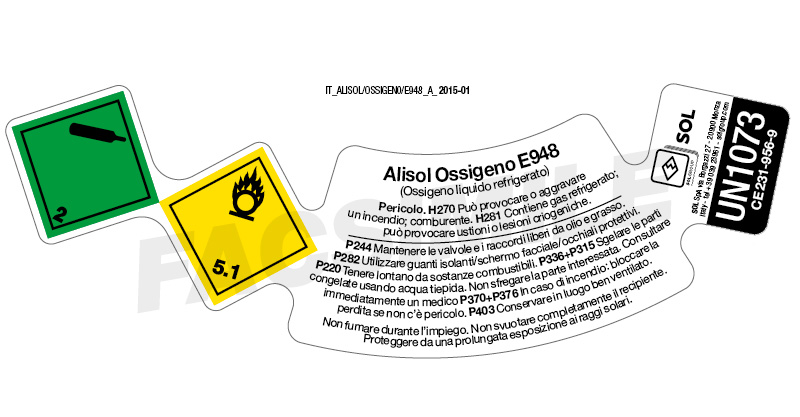 IT_ALISOL/OSSIGENO/E948_A_ 2015-01
2
5.1
FACSIMILE
Alisol Ossigeno E948
(Ossigeno liquido refrigerato)
Pericolo. H270 Può provocare o aggravare
un incendio; comburente. H281 Contiene gas refrigerato;
può provocare ustioni o lesioni criogeniche.
P244 Mantenere le valvole e i raccordi liberi da olio e grasso.
P282 Utilizzare guanti isolanti/schermo facciale/occhiali protettivi.
P220 Tenere lontano da sostanze combustibili. P336+P315 Sgelare le parti
congelate usando acqua tiepida. Non sfregare la parte interessata. Consultare
immediatamente un medico P370+P376 In caso di incendio: bloccare la
perdita se non c'è pericolo. P403 Conservare in luogo ben ventilato.
Non fumare durante l'impiego. Non svuotare completamente il recipiente.
Proteggere da una prolungata esposizione ai raggi solari.
SOL
SOLGROUP
SOL Spa via Borgazzi 27 - 20900 Monza
Italy - tel +39 039 23961 - solgroup.com
UN1073
CE 231-956-9